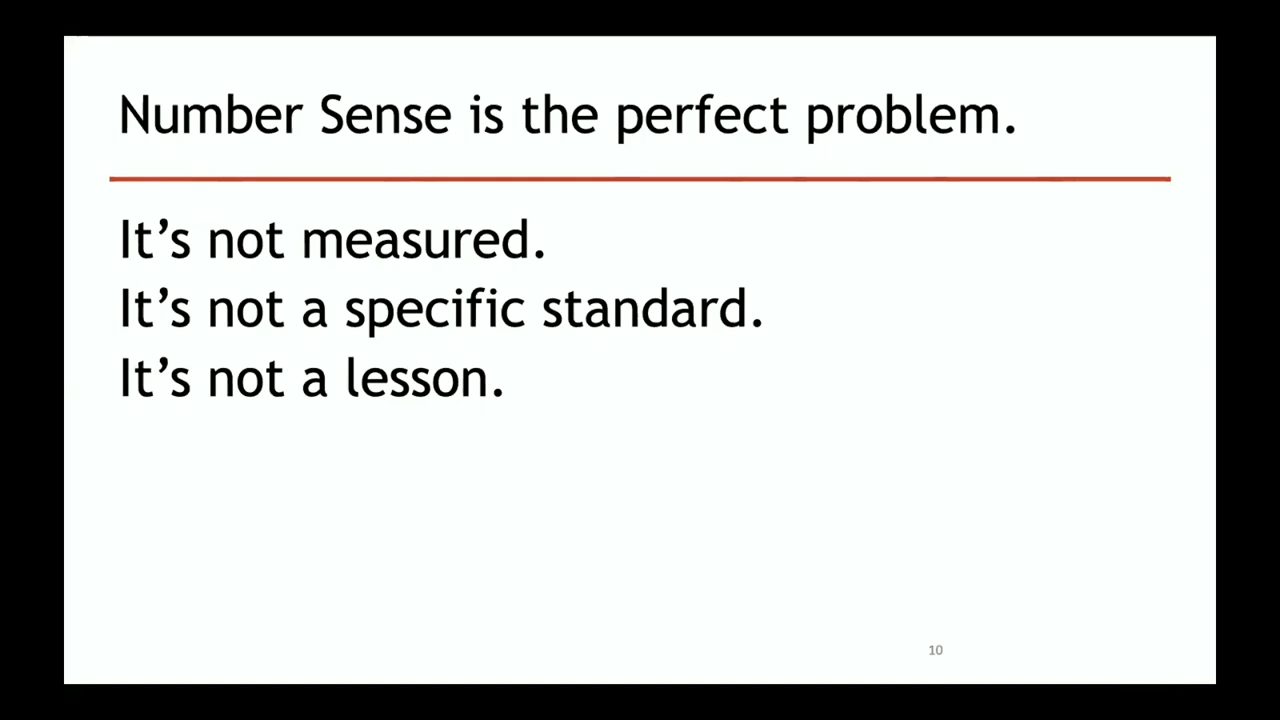 Number Sense is the perfect problem.
It’s not measured.
It’s not a specific standard.
It’s not a lesson.
10